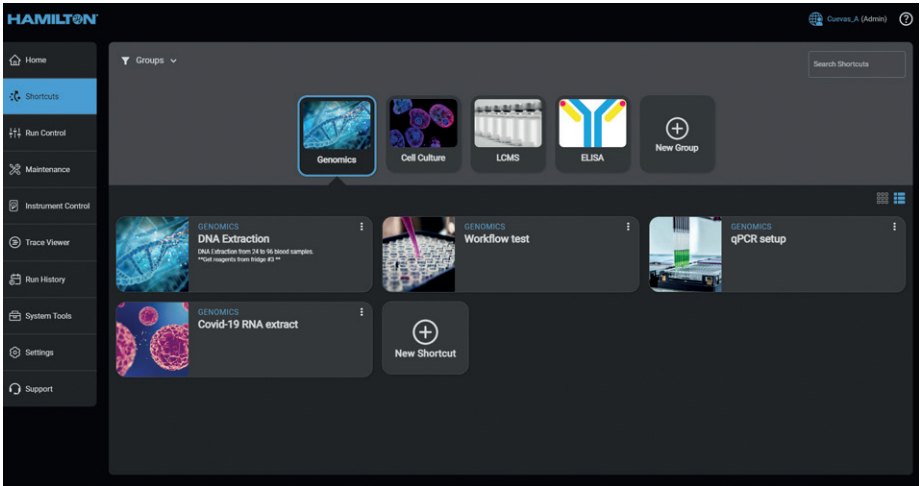 HAMILTON
Cuevas_A (Admin)
Home
Shortcuts
Run Control
Maintenance
Instrument Control
Trace Viewer
Run History
System Tools
Settings
Support
Groups
Search Shortcuts
Genomics
Cell Culture
LCMS
ELISA
New Group
GENOMICS
DNA Extraction
DNA Extraction from 24 to 96 blood samples.
**Get reagents from fridge #3 **
GENOMICS
Workflow test
GENOMICS
qPCR setup
GENOMICS
Covid-19 RNA extract
New Shortcut